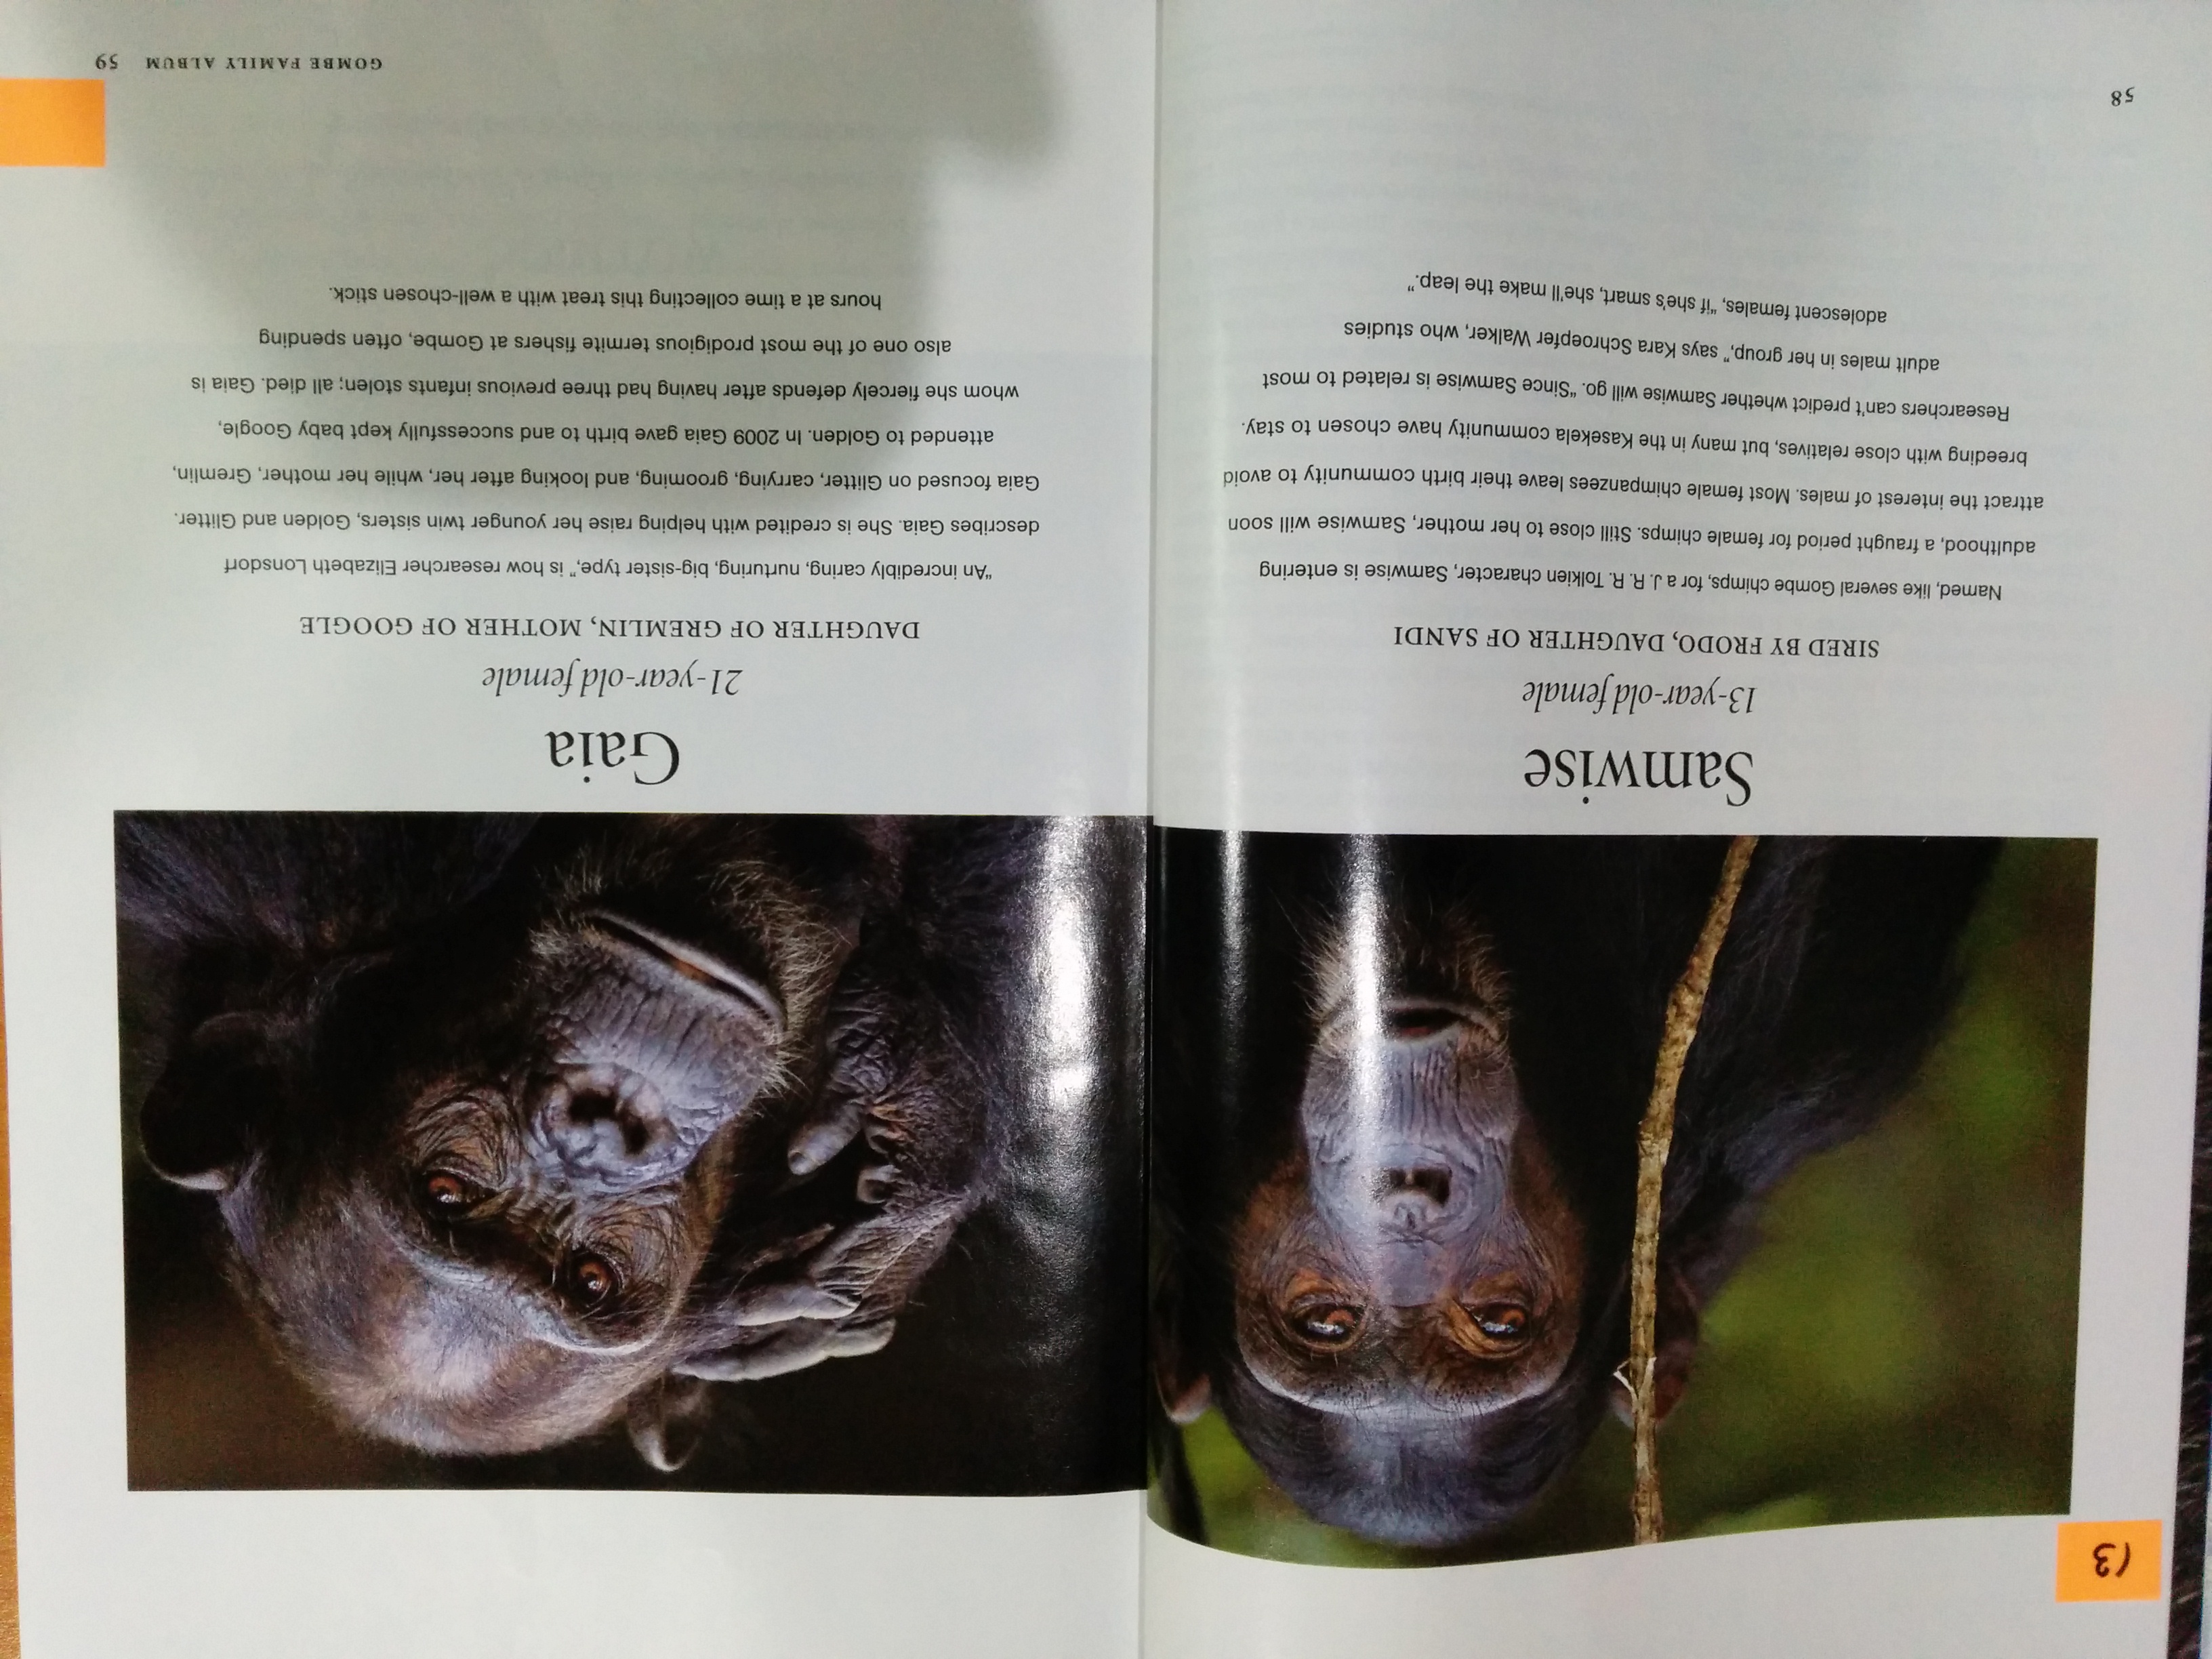 13
Samwise
13-year-old female
SIRED BY FRODO, DAUGHTER OF SANDI
Named, like several Gombe chimps, for a J. R. R. Tolkien character, Samwise is entering
adulthood, a fraught period for female chimps. Still close to her mother, Samwise will soon
attract the interest of males. Most female chimpanzees leave their birth community to avoid
breeding with close relatives, but many in the Kasekela community have chosen to stay.
Researchers can't predict whether Samwise will go. “Since Samwise is related to most
adult males in her group,” says Kara Schroepfer Walker, who studies
adolescent females, “if she's smart, she'll make the leap.”
58
Gaia
21-year-old female
DAUGHTER OF GREMLIN, MOTHER OF GOOGLE
“An incredibly caring, nurturing, big-sister type,” is how researcher Elizabeth Lonsdorf
describes Gaia. She is credited with helping raise her younger twin sisters, Golden and Glitter.
Gaia focused on Glitter, carrying, grooming, and looking after her, while her mother, Gremlin,
attended to Golden. In 2009 Gaia gave birth to and successfully kept baby Google,
whom she fiercely defends after having had three previous infants stolen; all died. Gaia is
also one of the most prodigious termite fishers at Gombe, often spending
hours at a time collecting this treat with a well-chosen stick.
GOMBE FAMILY ALBUM 59